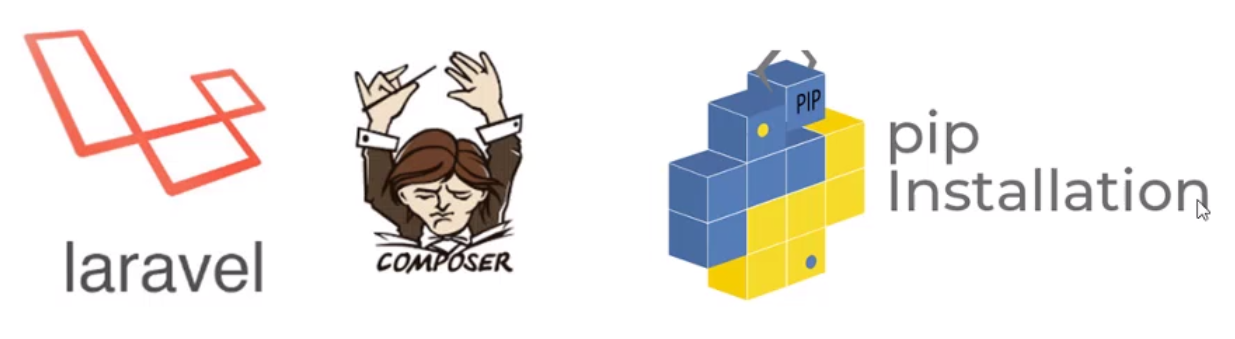 laravel
COMPOSER
PIP
pip
Installation